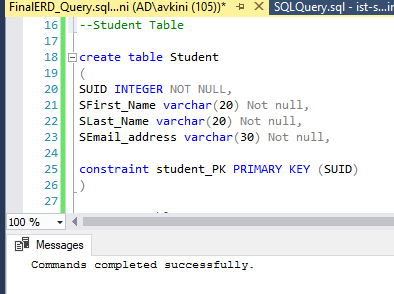 FinalERD_Query.sql...ni (AD\avkini (105))*
SQLQuery.sql - ist-s...in
16 --Student Table
17
18 create table Student
19 (
20 SUID INTEGER NOT NULL,
21 SFirst_Name varchar(20) Not null,
22 SLast_Name varchar(20) Not null,
23 SEmail_address varchar(30) Not null,
24
25 constraint student_PK PRIMARY KEY (SUID)
26 )
27
100 %
Messages
Commands completed successfully.